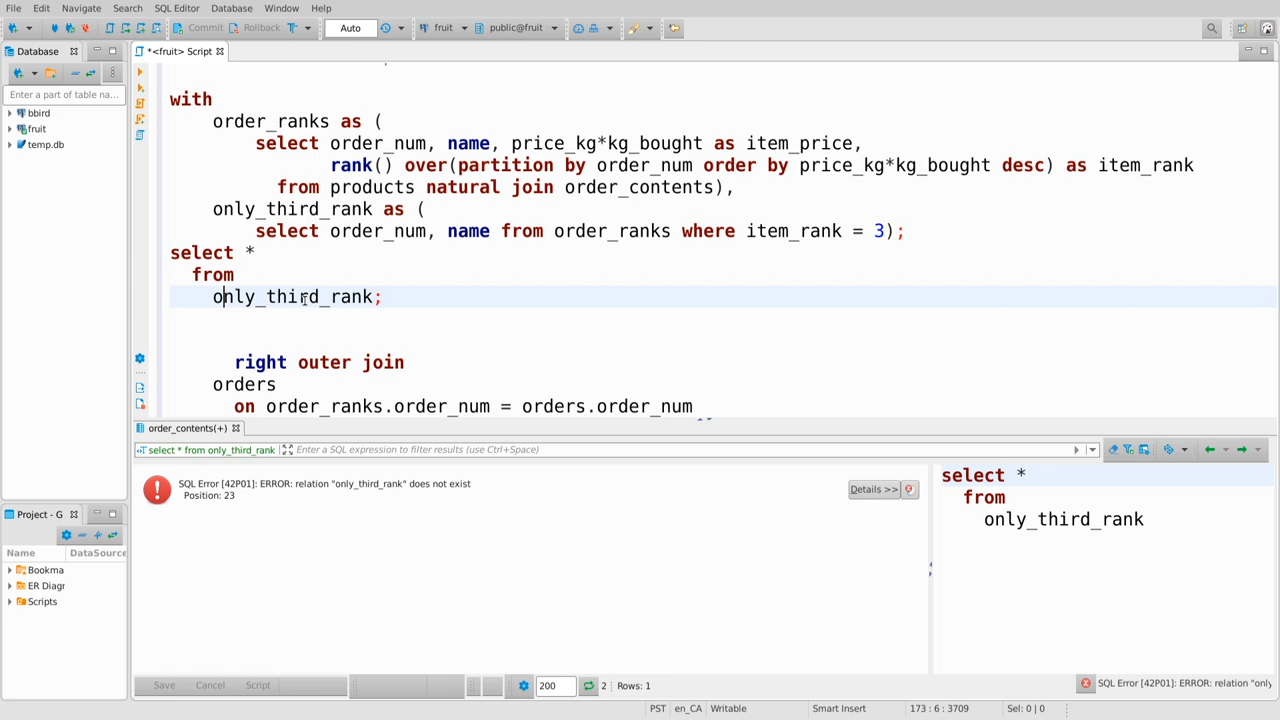 File Edit Navigate Search SQL Editor Database Window Help
Commit Rollback Auto fruit public@fruit
Database
*<fruit> Script
Enter a part of table na...
bbird
fruit
temp.db
with
order_ranks as (
select order_num, name, price_kg*kg_bought as item_price,
rank() over(partition by order_num order by price_kg*kg_bought desc) as item_rank
from products natural join order_contents),
only_third_rank as (
select order_num, name from order_ranks where item_rank = 3);
select *
from
only_third_rank;
right outer join
orders
on order_ranks.order_num = orders.order_num
order_contents(+)
select * from only_third_rank Enter a SQL expression to filter results (use Ctrl+Space)
SQL Error [42P01]: ERROR: relation "only_third_rank" does not exist
Position: 23
Details >>
select *
from
only_third_rank
Project - G
Name DataSource
Bookma
ER Diagr
Scripts
Save Cancel Script 200 2 Rows: 1
SQL Error [42P01]: ERROR: relation "only
PST en_CA Writable Smart Insert 173 : 6 : 3709 Sel: 0 | 0